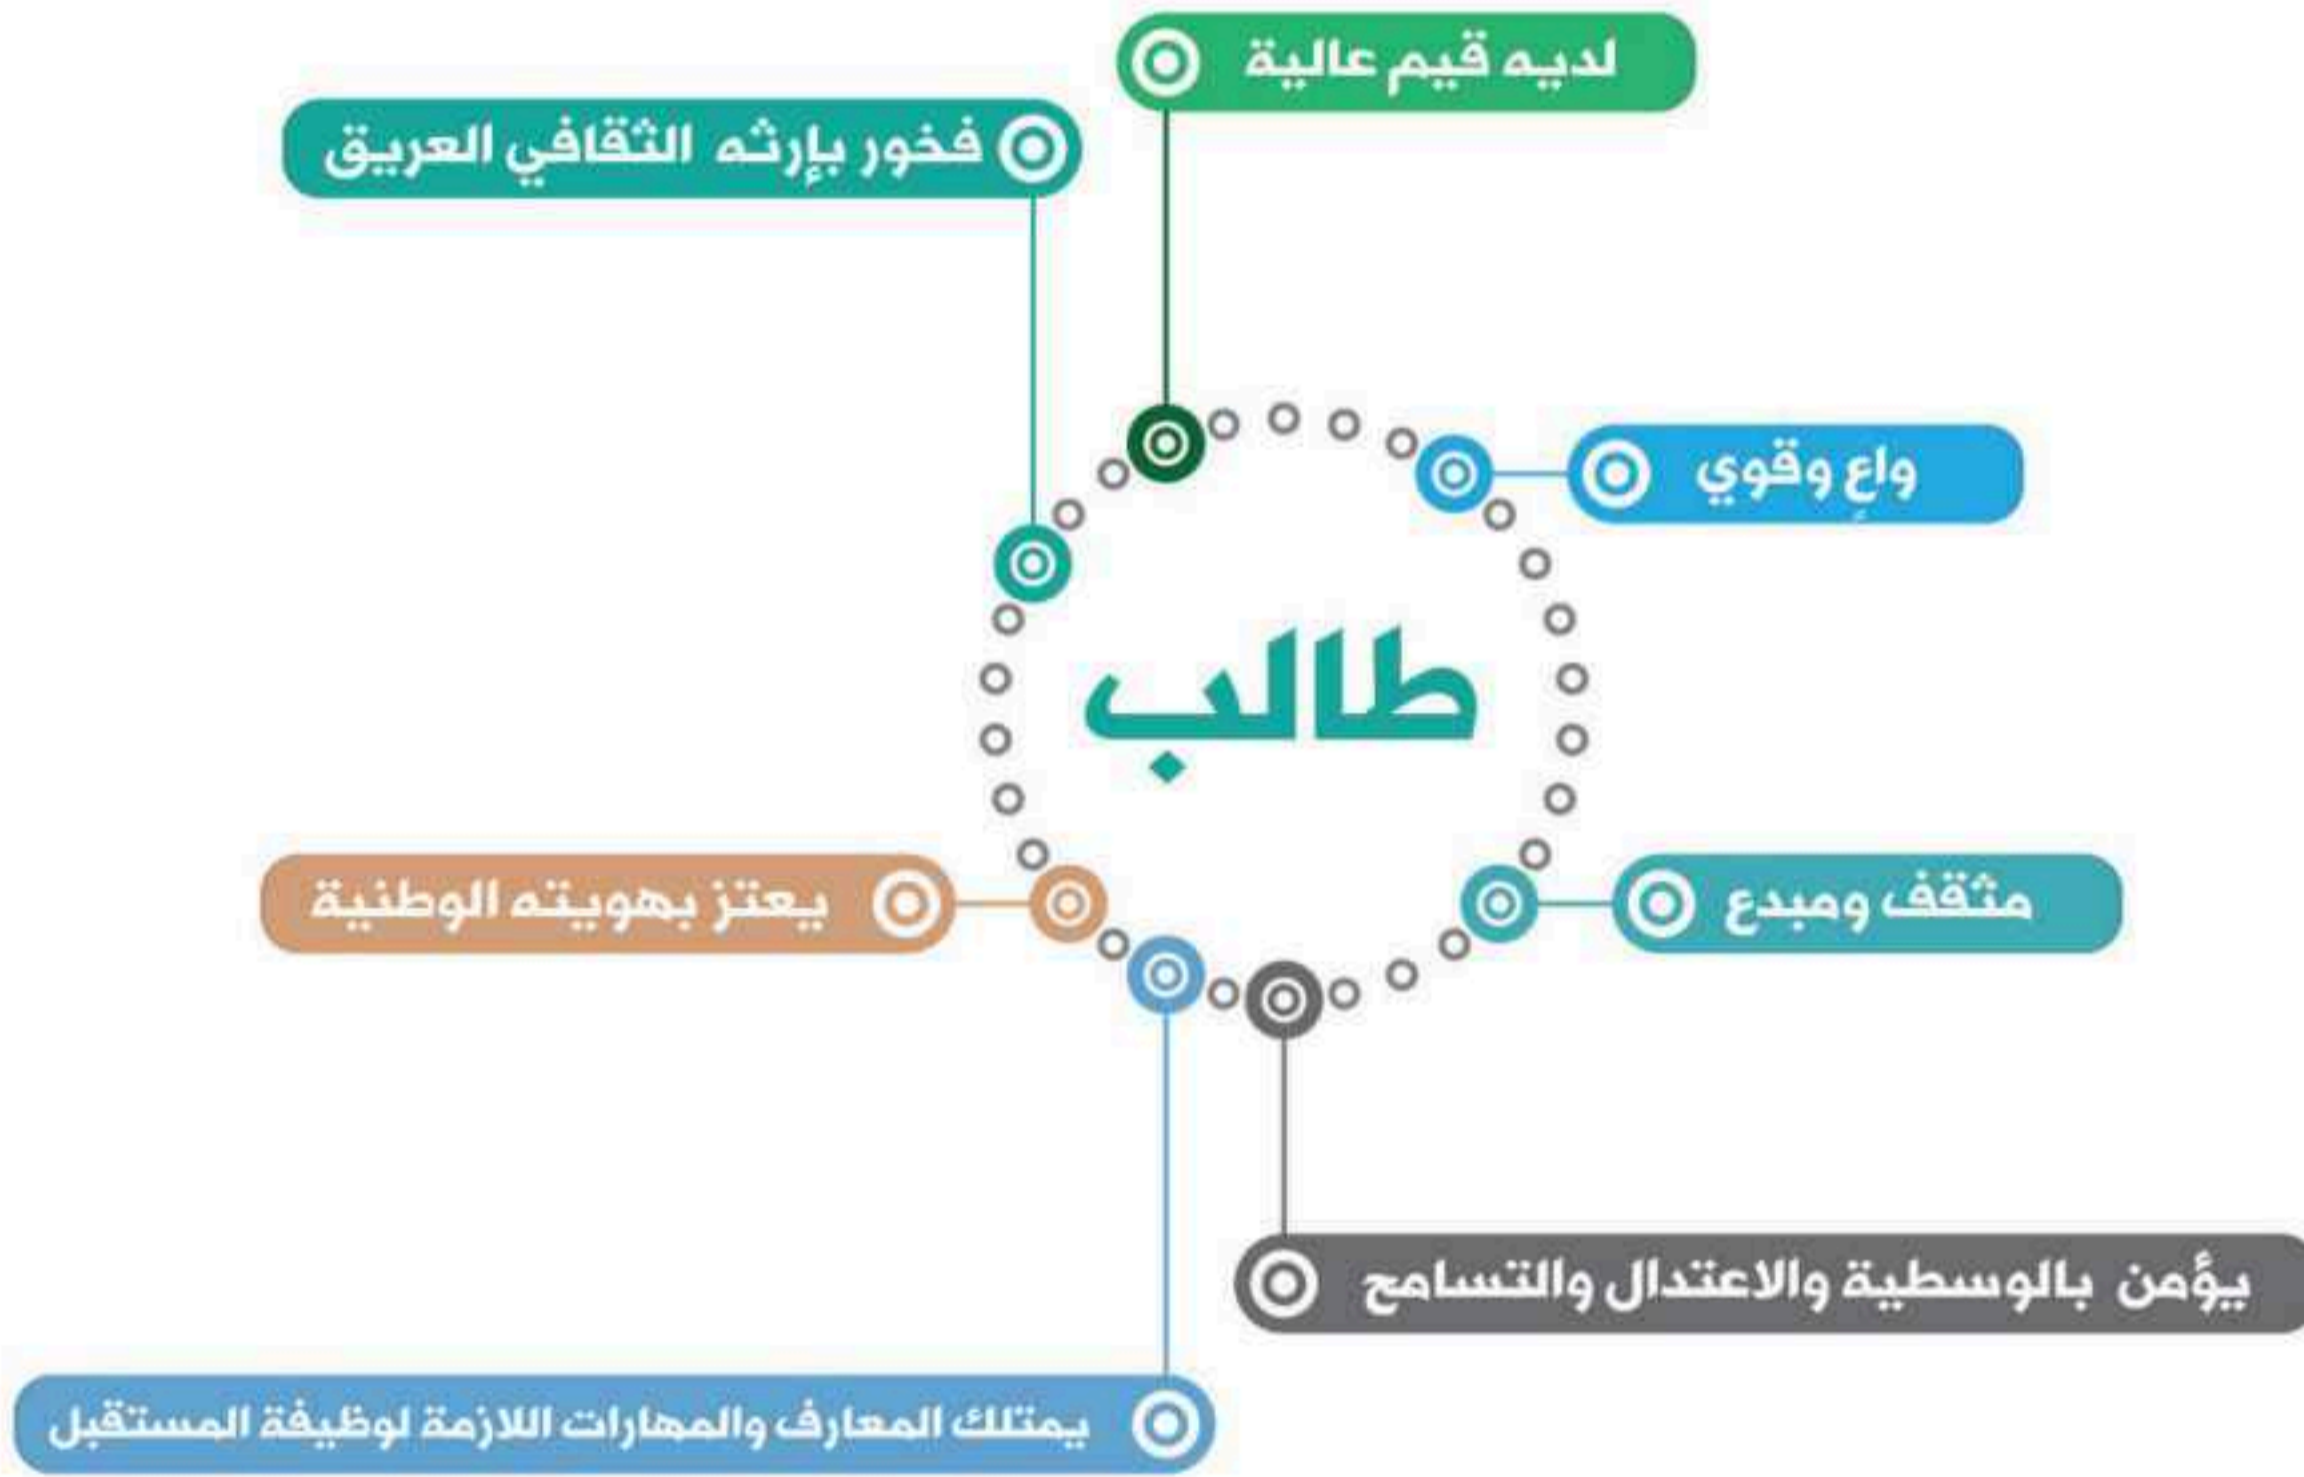 لديه قيم عالية
فخور بإرثه الثقافي العريق
واعٍ وقوي
طالب
مثقف ومبدع
يعتز بهويته الوطنية
يؤمن بالوسطية والاعتدال والتسامح
يمتلك المعارف والمهارات اللازمة لوظيفة المستقبل